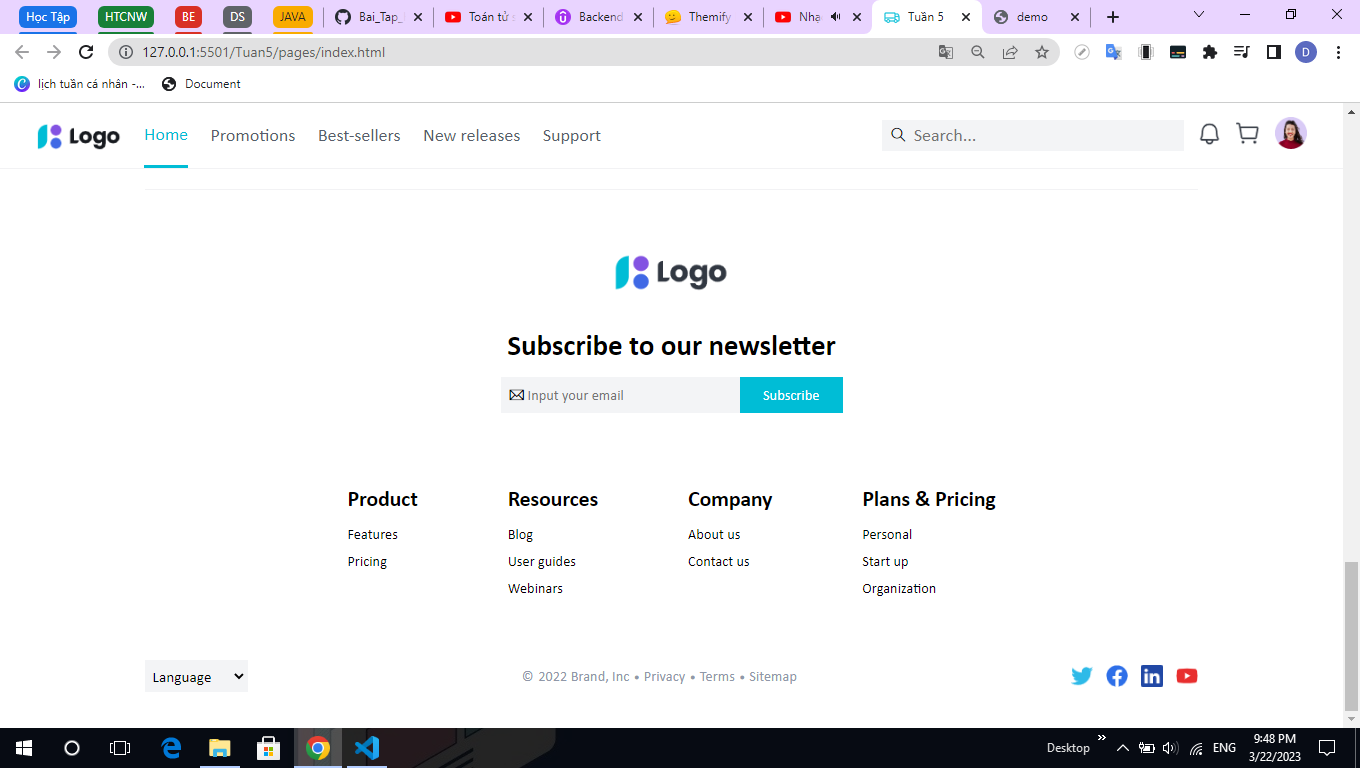 Học Tập HTCNW BE DS JAVA Bai_Tap_ Toán tử Backend Themify Nhạ Tuần 5 demo
127.0.0.1:5501/Tuan5/pages/index.html D
lịch tuần cá nhân -... Document
Logo Home Promotions Best-sellers New releases Support Search...
Logo
Subscribe to our newsletter
Input your email Subscribe
Product Resources Company Plans & Pricing
Features Blog About us Personal
Pricing User guides Contact us Start up
Webinars Organization
Language © 2022 Brand, Inc • Privacy • Terms • Sitemap
Desktop ENG 9:48 PM
3/22/2023